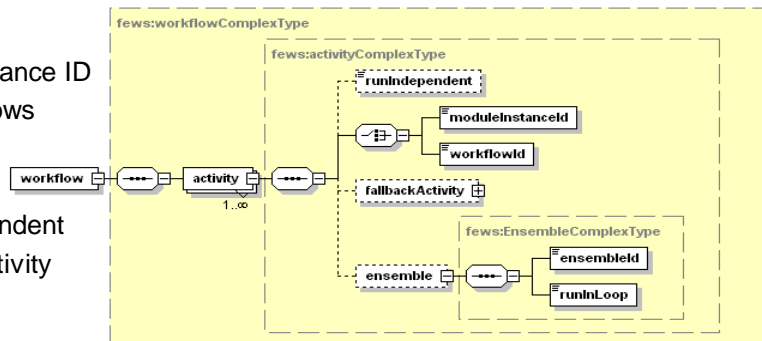 fews:workflowComplexType
fews:activityComplexType
ance ID
ows
ndent
tivity
workflow
activity
1..∞
runIndependent
moduleInstanceId
workflowId
fallbackActivity
fews:EnsembleComplexType
ensemble
ensembleId
runInLoop